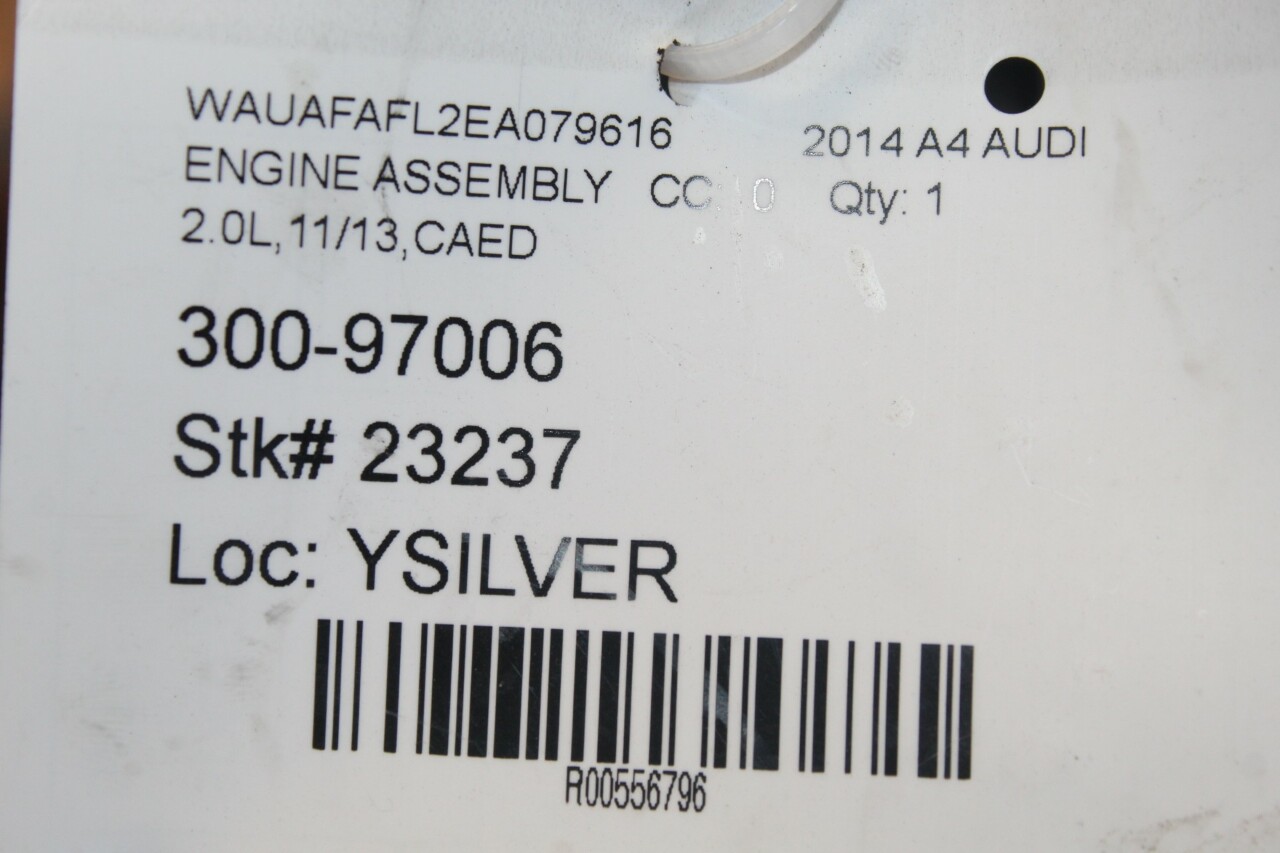 WAUAFAFL2EA079616 2014 A4 AUDI
ENGINE ASSEMBLY CC: 0 Qty: 1
2.0L,11/13,CAED
300-97006
Stk# 23237
Loc: YSILVER
R00556796